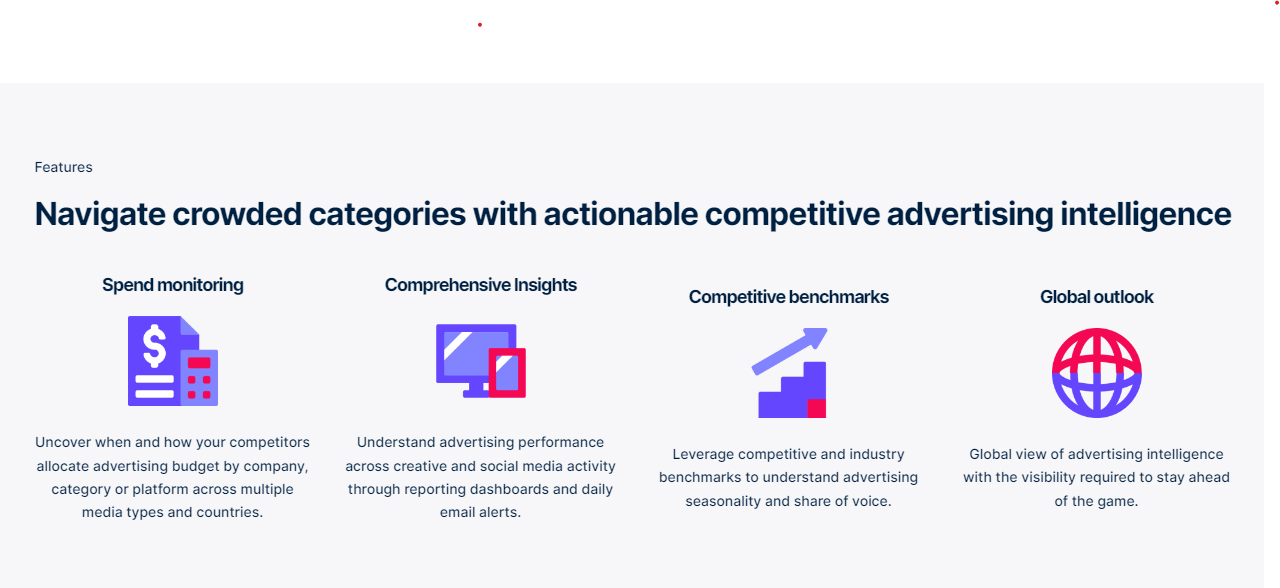 Features
Navigate crowded categories with actionable competitive advertising intelligence
Spend monitoring
$
Uncover when and how your competitors
allocate advertising budget by company,
category or platform across multiple
media types and countries.
Comprehensive Insights
Understand advertising performance
across creative and social media activity
through reporting dashboards and daily
email alerts.
Competitive benchmarks
Leverage competitive and industry
benchmarks to understand advertising
seasonality and share of voice.
Global outlook
Global view of advertising intelligence
with the visibility required to stay ahead
of the game.